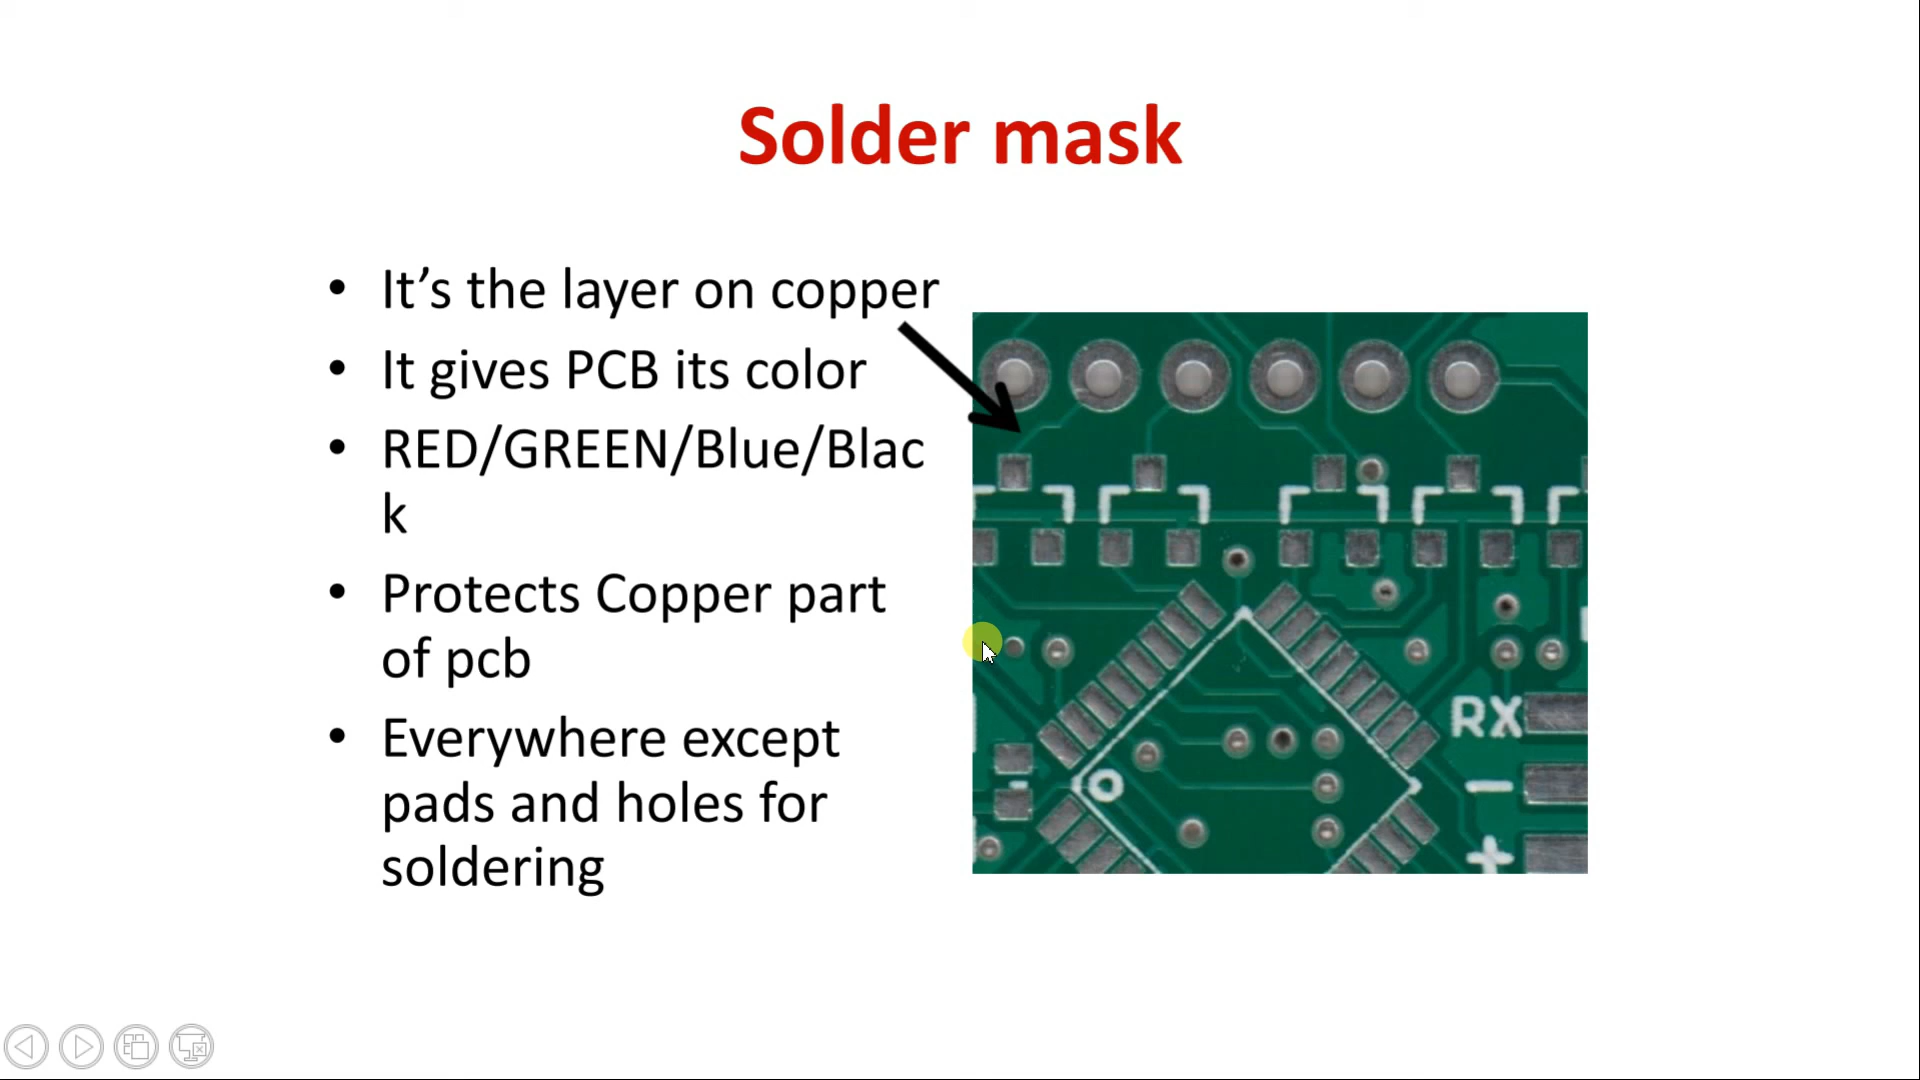 Solder mask
• It’s the layer on copper
• It gives PCB its color
• RED/GREEN/Blue/Blac
k
• Protects Copper part
of pcb
• Everywhere except
pads and holes for
soldering
RX
-
+